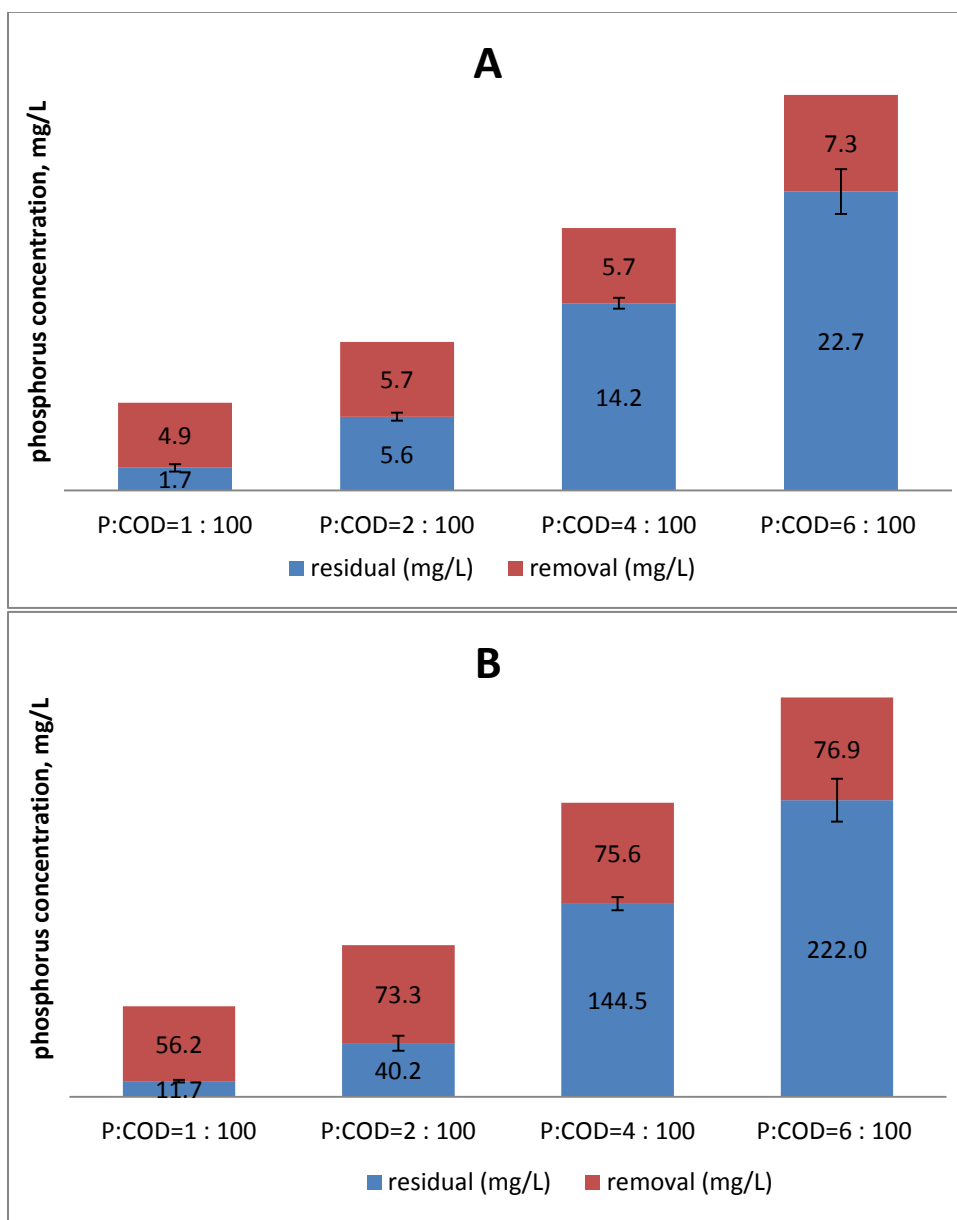 A
phosphorus concentration, mg/L
7.3
5.7
22.7
5.7
14.2
4.9
5.6
1.7
P:COD=1 : 100 P:COD=2 : 100 P:COD=4 : 100 P:COD=6 : 100
residual (mg/L) removal (mg/L)
B
phosphorus concentration, mg/L
76.9
75.6
222.0
144.5
73.3
56.2
40.2
11.7
P:COD=1 : 100 P:COD=2 : 100 P:COD=4 : 100 P:COD=6 : 100
residual (mg/L) removal (mg/L)